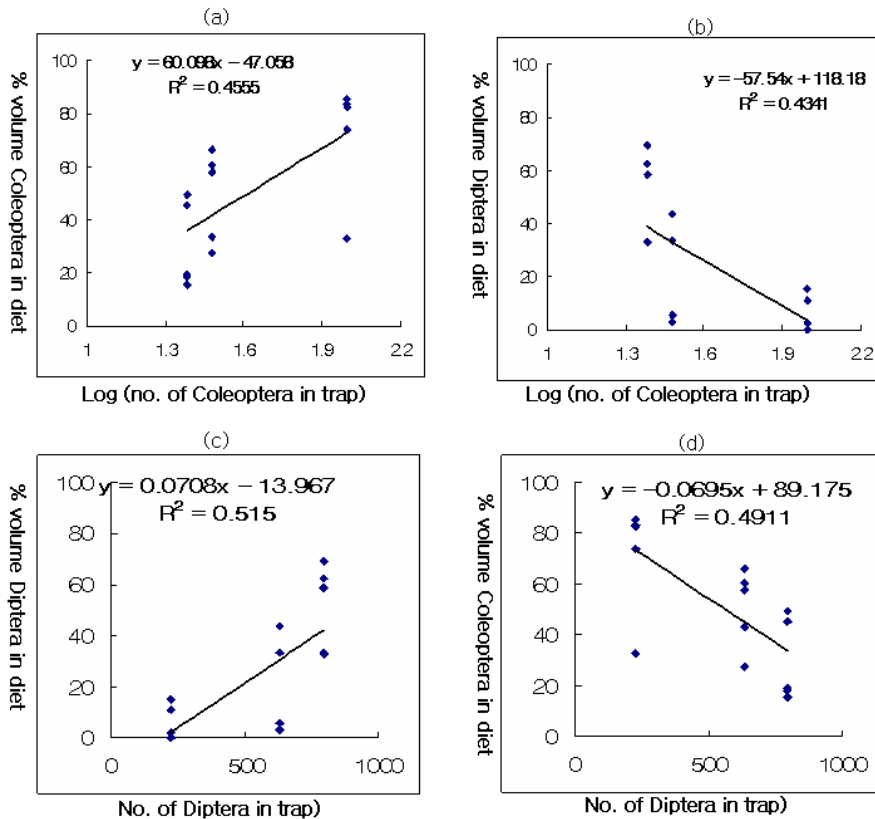 (a)
y = 60.098x − 47.058
R² = 0.4555
% volume Coleoptera in diet
100
80
60
40
20
0
1
1.3
1.6
1.9
2.2
Log (no. of Coleoptera in trap)
(b)
y = −57.54x + 118.18
R² = 0.4341
% volume Diptera in diet
100
80
60
40
20
0
1
1.3
1.6
1.9
2.2
Log (no. of Coleoptera in trap)
(c)
y = 0.0708x − 13.967
R² = 0.515
% volume Diptera in diet
100
80
60
40
20
0
0
500
1000
No. of Diptera in trap)
(d)
y = −0.0695x + 89.175
R² = 0.4911
% volume Coleoptera in diet
100
80
60
40
20
0
0
500
1000
No. of Diptera in trap)